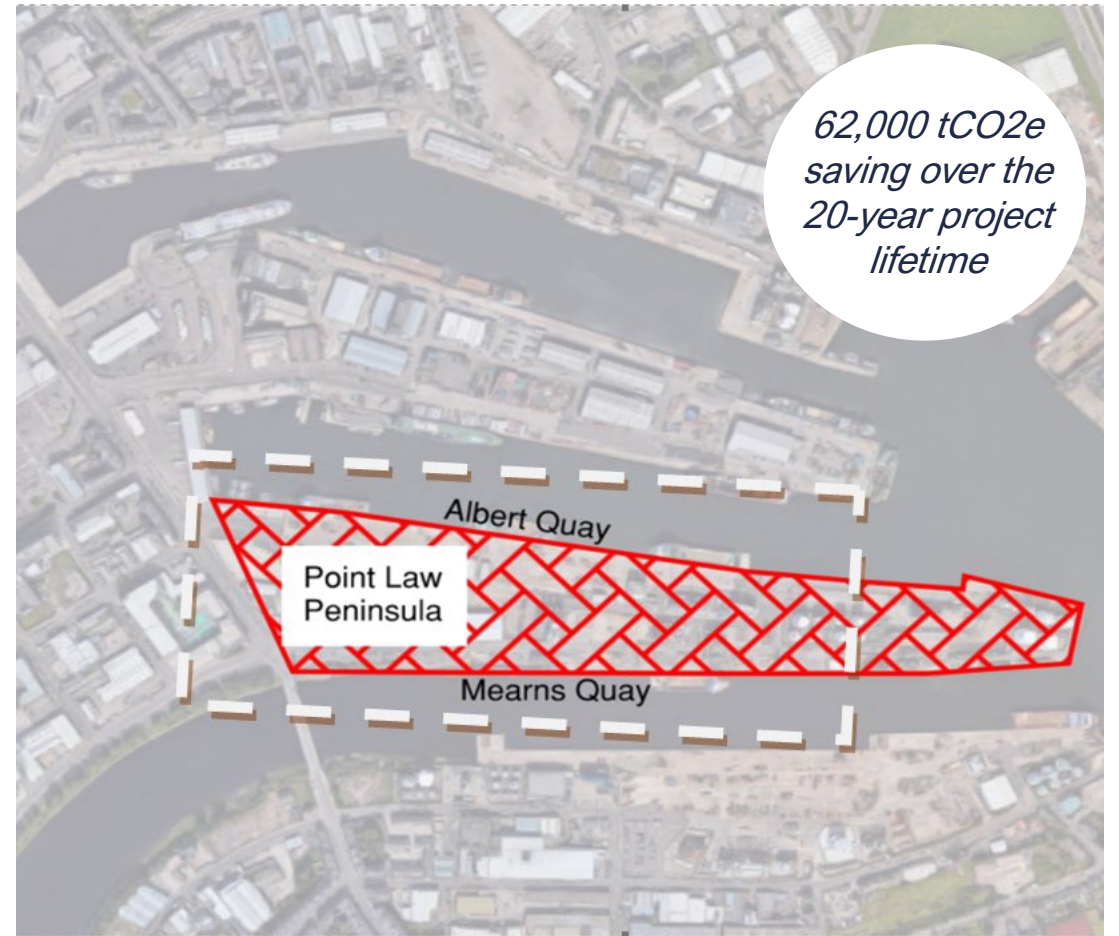 62,000 tCO2e
saving over the
20-year project
lifetime
Albert Quay
Point Law
Peninsula
Mearns Quay